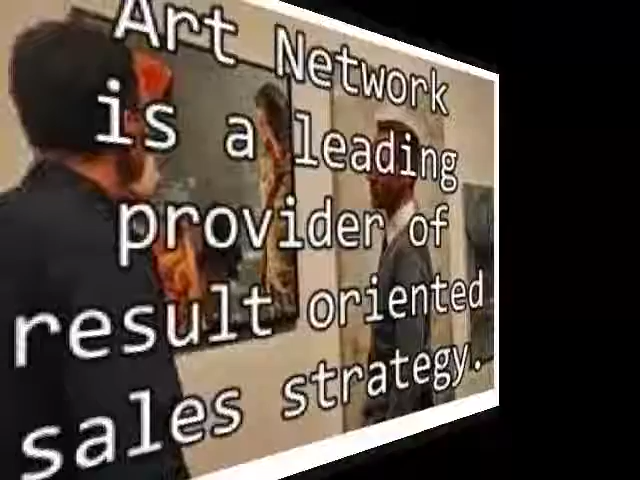 Art Network
is a leading
provider of
result oriented
sales strategy.